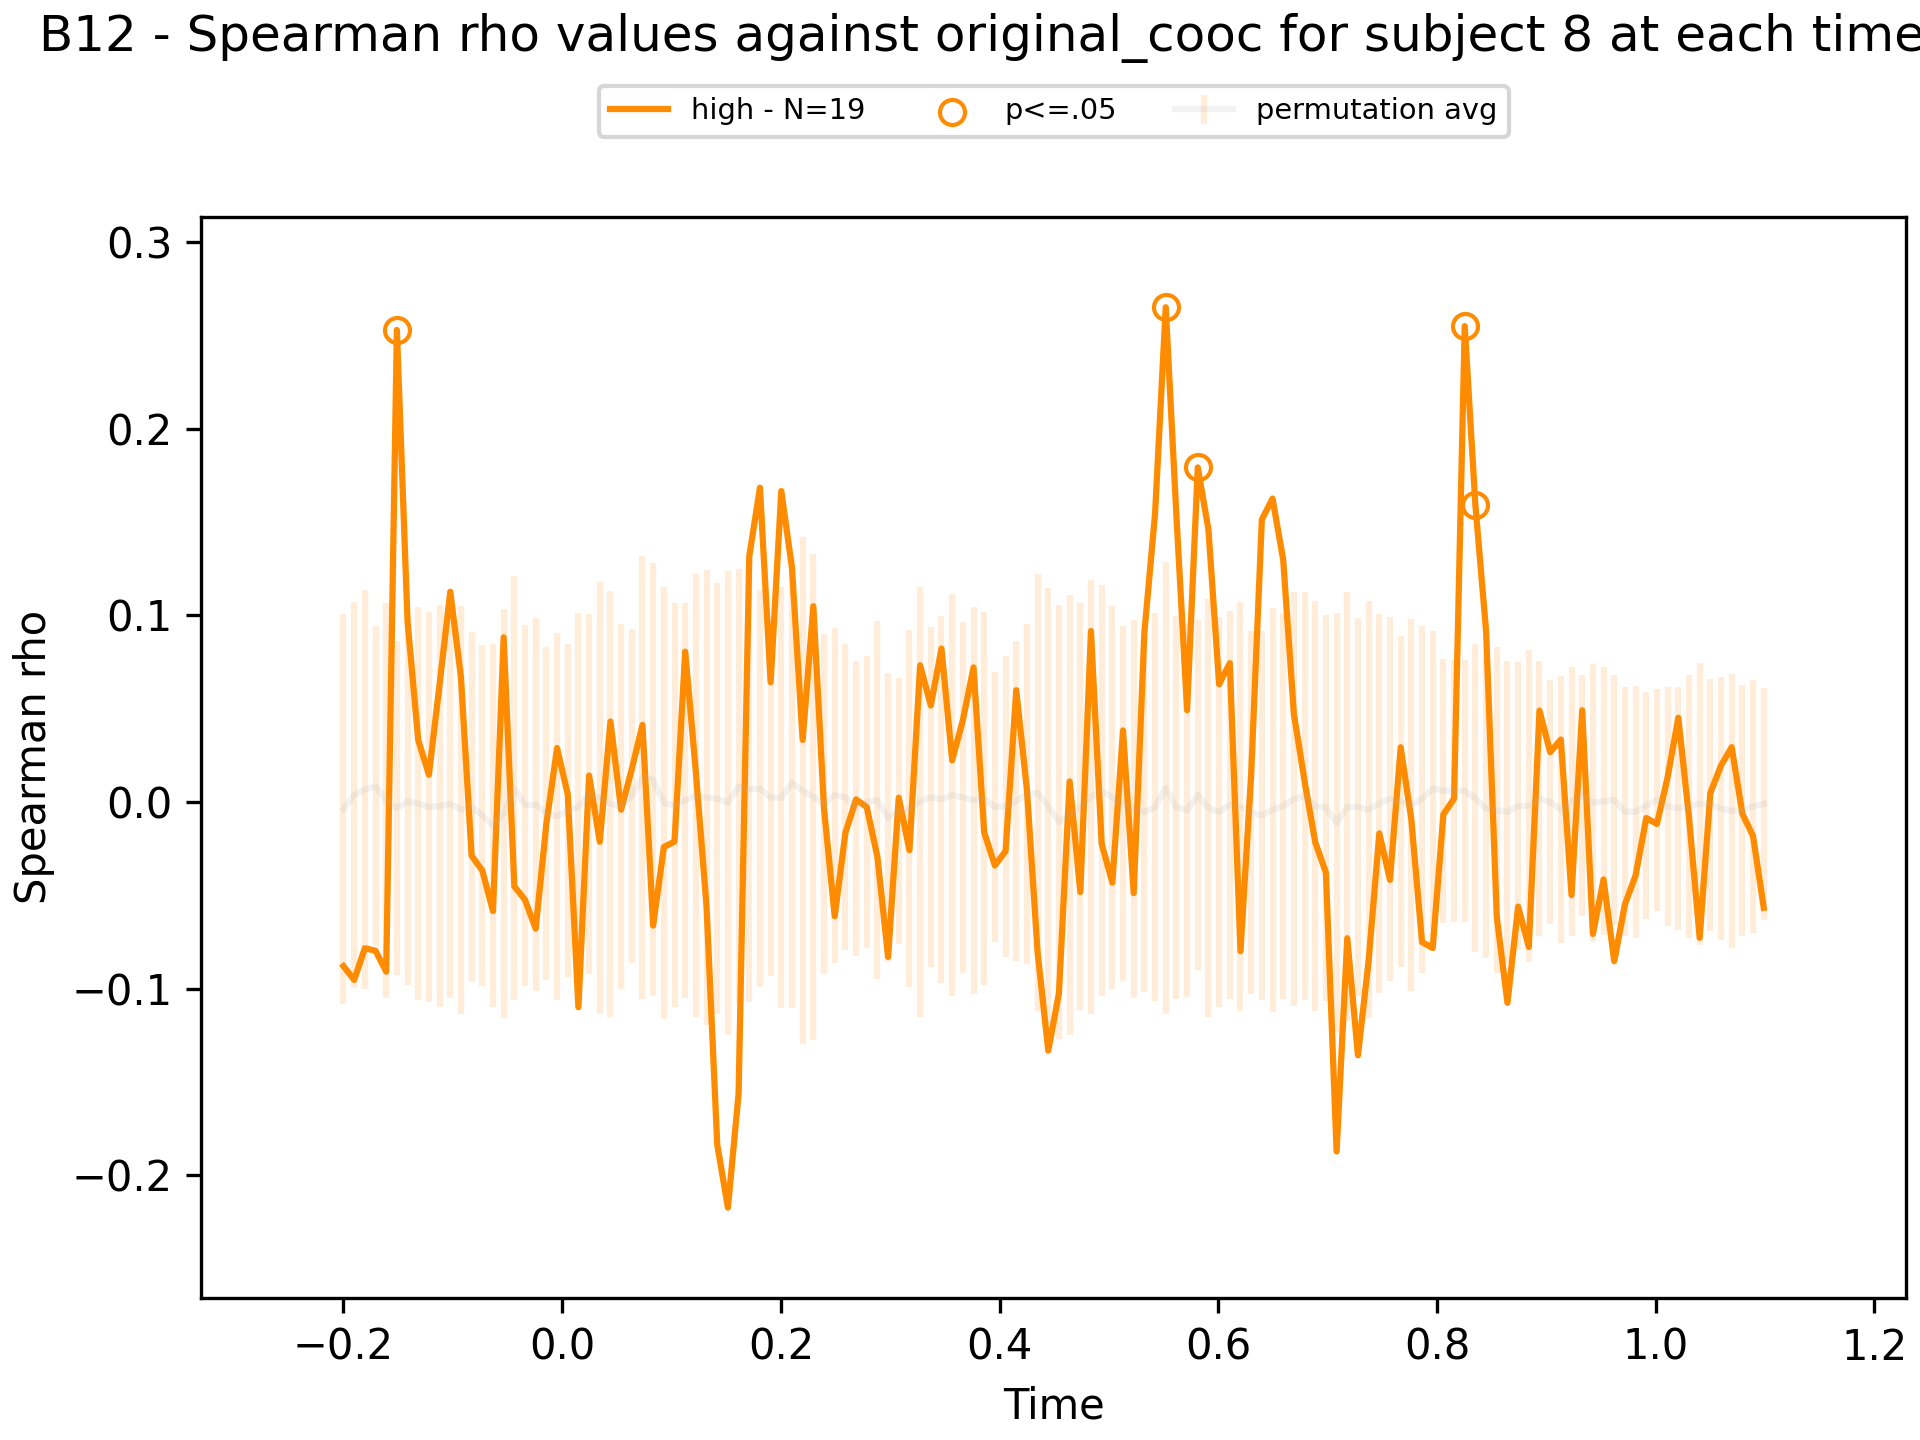 B12 - Spearman rho values against original_cooc for subject 8 at each time
high - N=19 p<=.05 permutation avg
0.3
0.2
0.1
0.0
−0.1
−0.2
Spearman rho
−0.2 0.0 0.2 0.4 0.6 0.8 1.0 1.2
Time